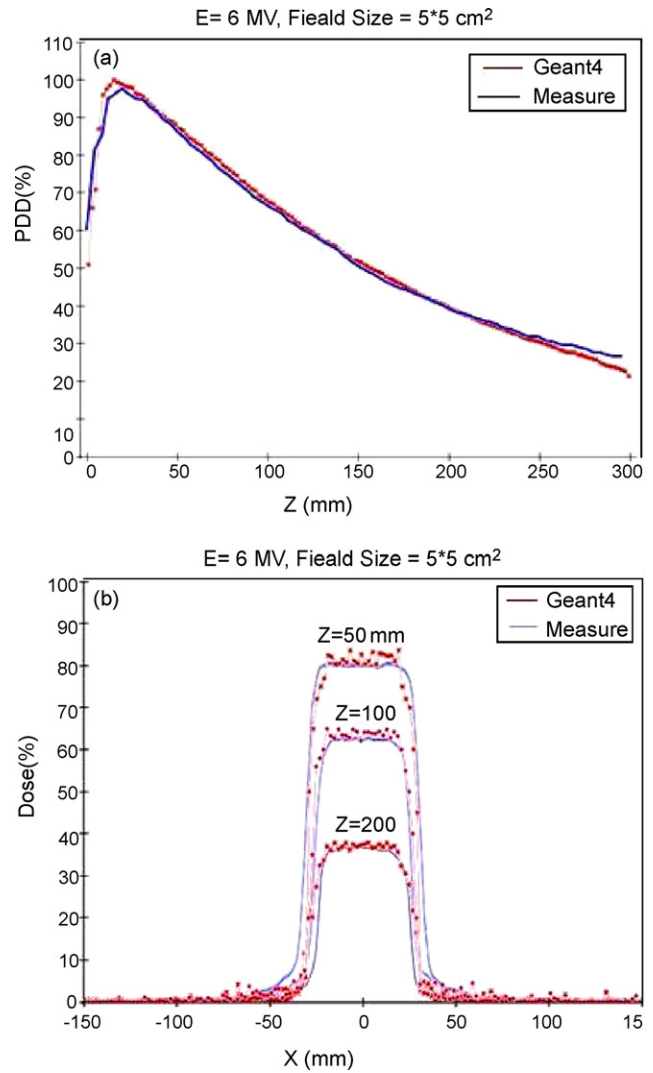 E= 6 MV, Fieald Size = 5*5 cm²
(a)
Geant4
Measure
110
100
90
80
70
60
50
40
30
20
10
0
PDD(%)
0 50 100 150 200 250 300
Z (mm)
E= 6 MV, Fieald Size = 5*5 cm²
(b)
Geant4
Measure
Z=50 mm
Z=100
Z=200
100
90
80
70
60
50
40
30
20
10
0
Dose(%)
-150 -100 -50 0 50 100 15
X (mm)